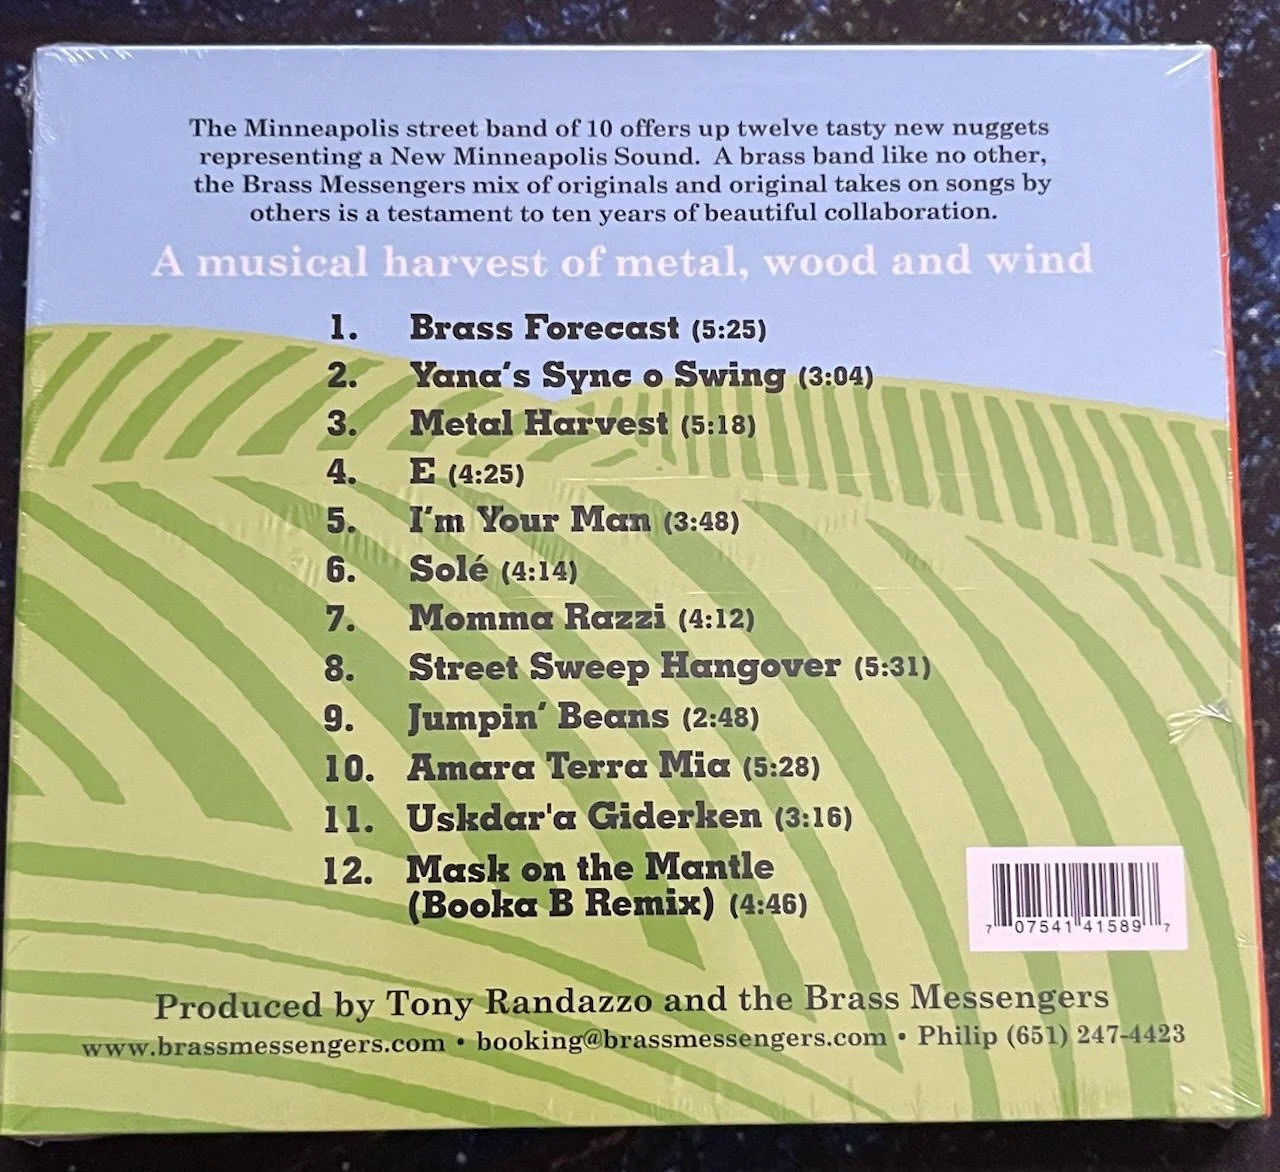 The Minneapolis street band of 10 offers up twelve tasty new nuggets
representing a New Minneapolis Sound. A brass band like no other,
the Brass Messengers mix of originals and original takes on songs by
others is a testament to ten years of beautiful collaboration.
A musical harvest of metal, wood and wind
1. Brass Forecast (5:25)
2. Yana's Sync o Swing (3:04)
3. Metal Harvest (5:18)
4. E (4:25)
5. I'm Your Man (3:48)
6. Solé (4:14)
7. Momma Razzi (4:12)
8. Street Sweep Hangover (5:31)
9. Jumpin' Beans (2:48)
10. Amara Terra Mia (5:28)
11. Uskdar'a Giderken (3:16)
12. Mask on the Mantle
(Booka B Remix) (4:46)
7 07541 41589 7
Produced by Tony Randazzo and the Brass Messengers
www.brassmessengers.com • booking@brassmessengers.com • Philip (651) 247-4423